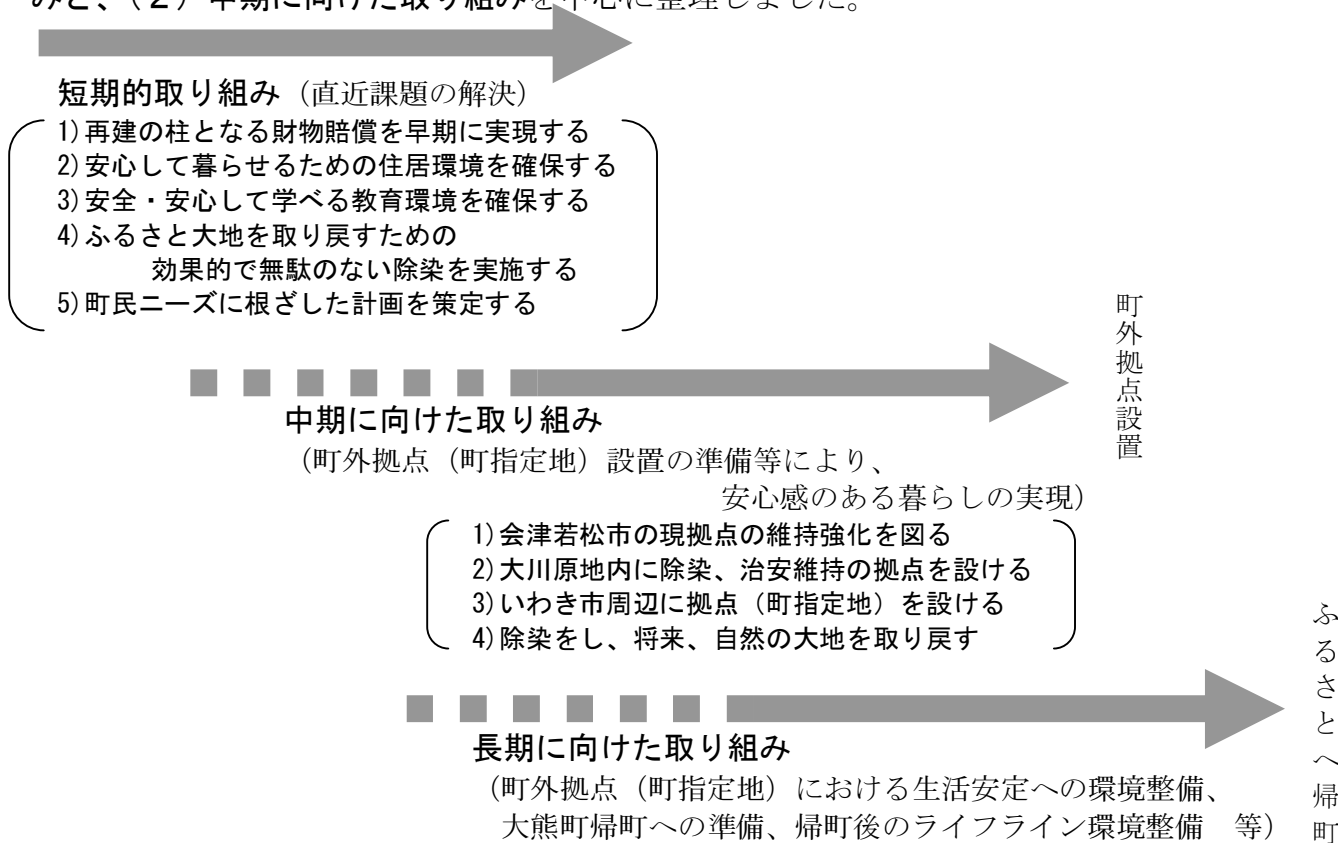 みと、（２）中期に向けた取り組みを中心に整理しました。
短期的取り組み（直近課題の解決）
1)再建の柱となる財物賠償を早期に実現する
2)安心して暮らせるための住居環境を確保する
3)安全・安心して学べる教育環境を確保する
4)ふるさと大地を取り戻すための
効果的で無駄のない除染を実施する
5)町民ニーズに根ざした計画を策定する
町外拠点設置
中期に向けた取り組み
（町外拠点（町指定地）設置の準備等により、
安心感のある暮らしの実現）
1)会津若松市の現拠点の維持強化を図る
2)大川原地内に除染、治安維持の拠点を設ける
3)いわき市周辺に拠点（町指定地）を設ける
4)除染をし、将来、自然の大地を取り戻す
ふるさとへ帰町
長期に向けた取り組み
（町外拠点（町指定地）における生活安定への環境整備、
大熊町帰町への準備、帰町後のライフライン環境整備　等）